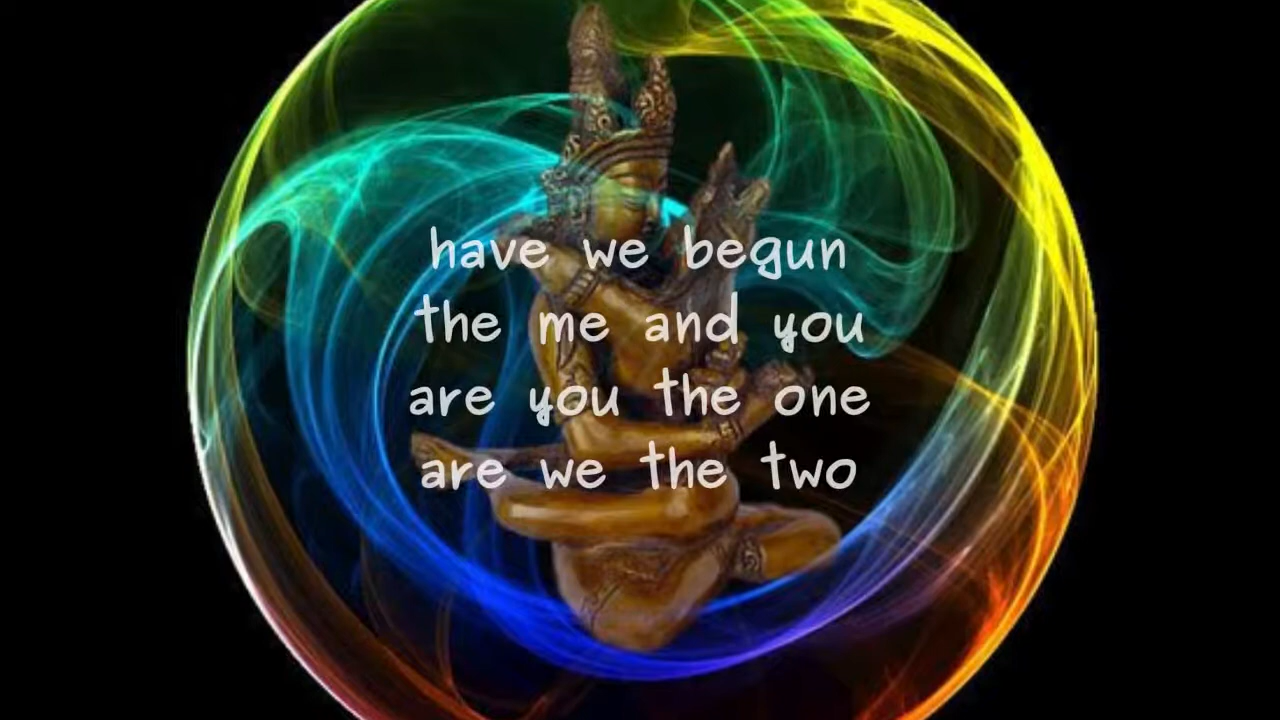 have we begun
the me and you
are you the one
are we the two